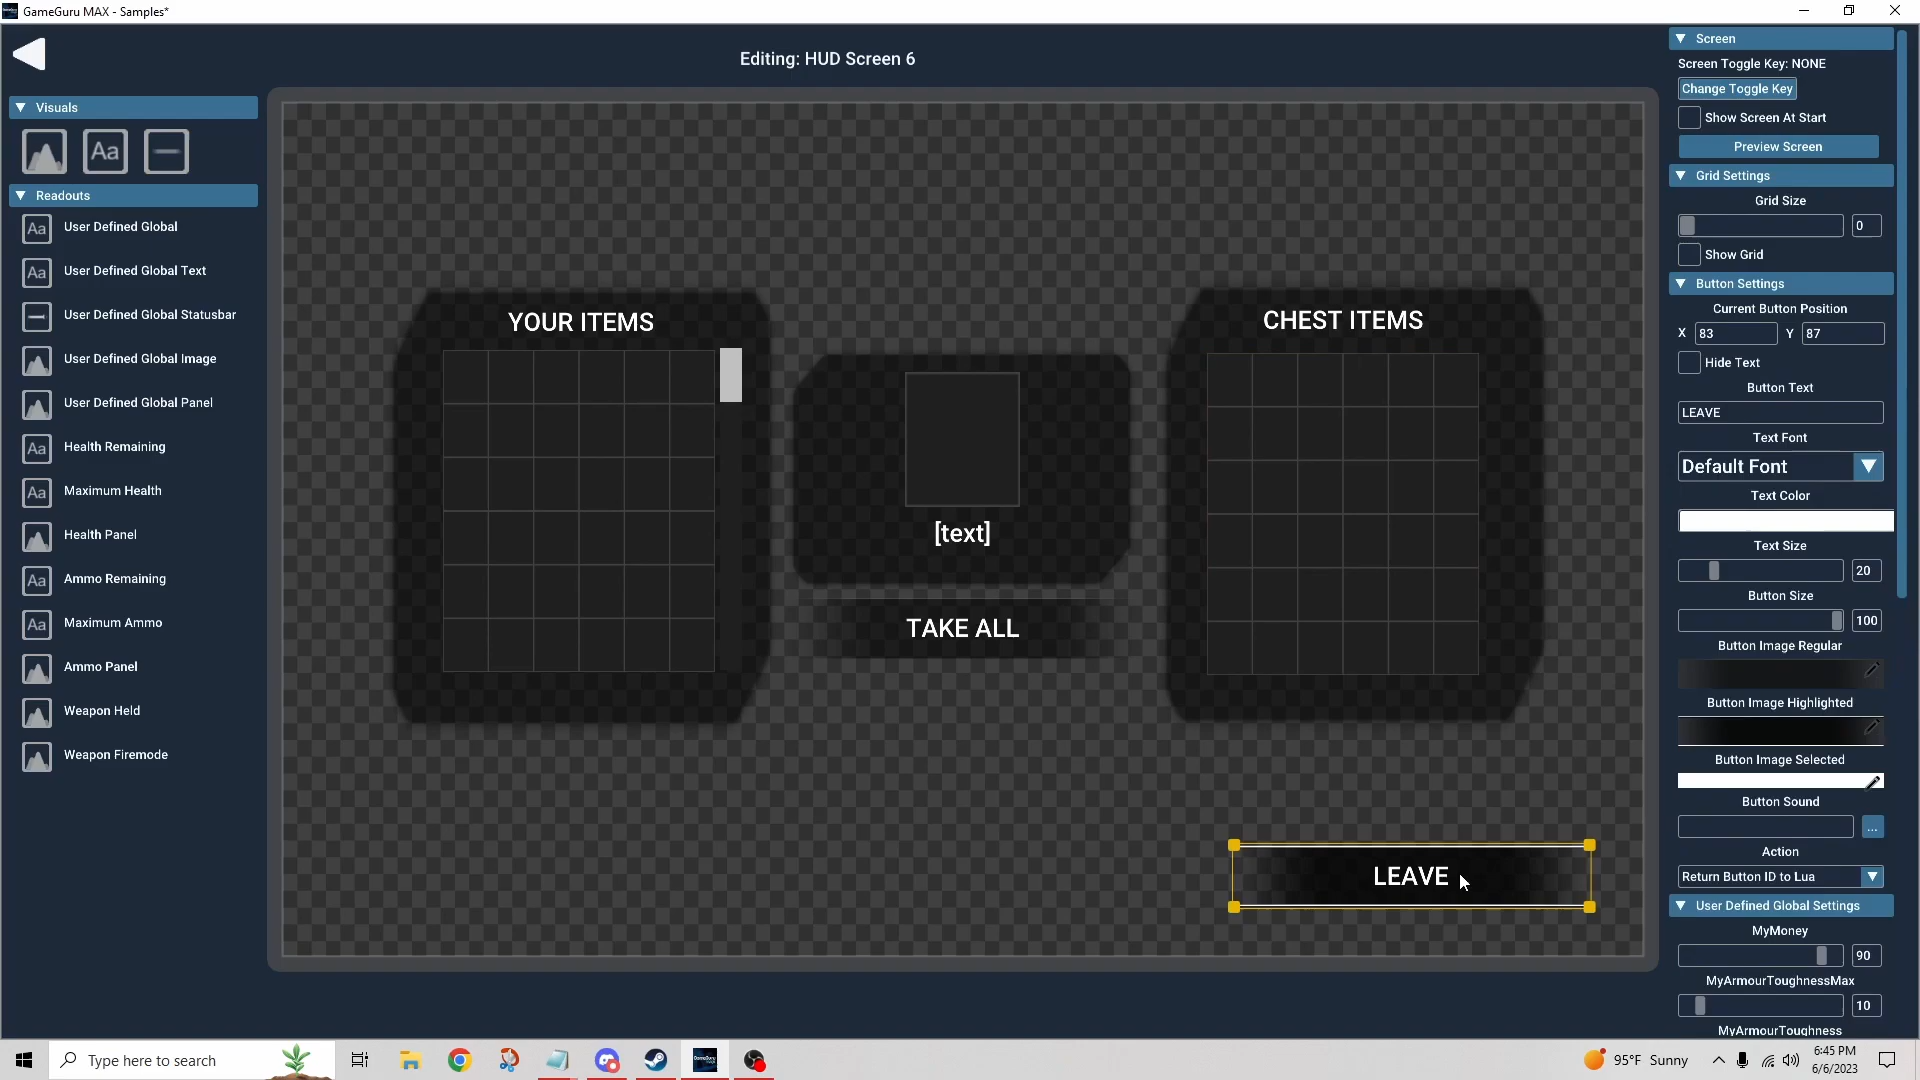 GameGuru MAX - Samples*
Editing: HUD Screen 6
Visuals
Aa
Readouts
Aa User Defined Global
Aa User Defined Global Text
User Defined Global Statusbar
User Defined Global Image
User Defined Global Panel
Aa Health Remaining
Aa Maximum Health
Health Panel
Aa Ammo Remaining
Aa Maximum Ammo
Ammo Panel
Weapon Held
Weapon Firemode
YOUR ITEMS
[text]
TAKE ALL
CHEST ITEMS
LEAVE
Screen
Screen Toggle Key: NONE
Change Toggle Key
Show Screen At Start
Preview Screen
Grid Settings
Grid Size
0
Show Grid
Button Settings
Current Button Position
X 83 Y 87
Hide Text
Button Text
LEAVE
Text Font
Default Font
Text Color
Text Size
20
Button Size
100
Button Image Regular
Button Image Highlighted
Button Image Selected
Button Sound
...
Action
Return Button ID to Lua
User Defined Global Settings
MyMoney
90
MyArmourToughnessMax
10
MyArmourToughness
Type here to search
95°F Sunny
6:45 PM
6/6/2023